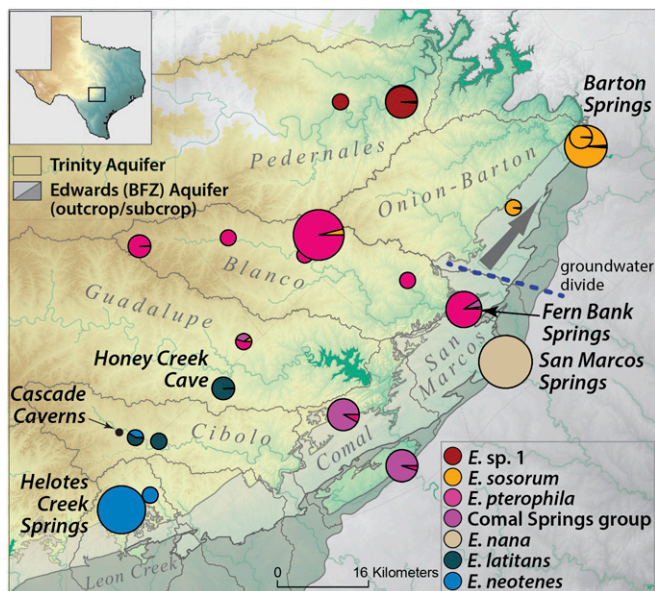 Barton
Springs
Trinity Aquifer
Edwards (BFZ) Aquifer
(outcrop/subcrop)
Pedernales
Onion-Barton
Blanco
groundwater
divide
Guadalupe
Fern Bank
Springs
San
Marcos
San Marcos
Springs
Honey Creek
Cave
Cascade
Caverns
Cibolo
Comal
Helotes
Creek
Springs
Leon Creek
0 16 Kilometers
E. sp. 1
E. sosorum
E. pterophila
Comal Springs group
E. nana
E. latitans
E. neotenes